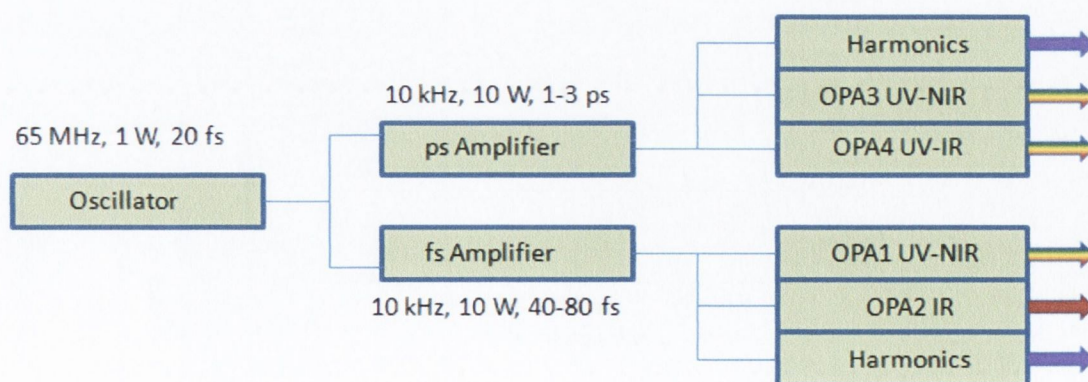 65 MHz, 1 W, 20 fs
Oscillator
10 kHz, 10 W, 1-3 ps
ps Amplifier
fs Amplifier
10 kHz, 10 W, 40-80 fs
Harmonics
OPA3 UV-NIR
OPA4 UV-IR
OPA1 UV-NIR
OPA2 IR
Harmonics